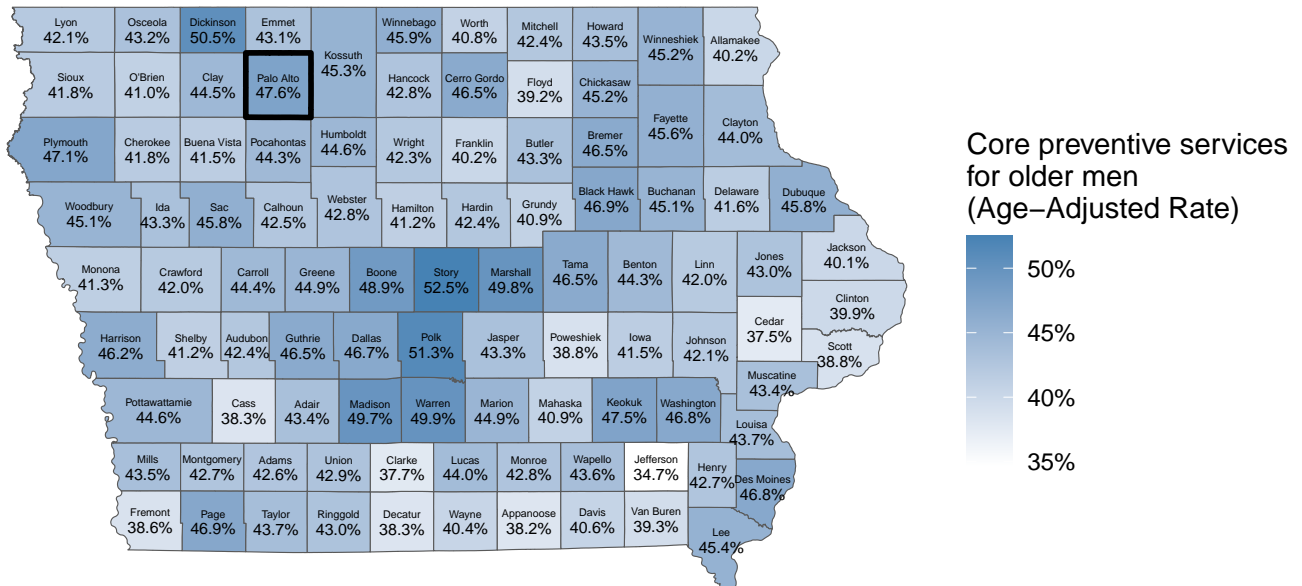 Lyon
42.1%
Osceola
43.2%
Dickinson
50.5%
Emmet
43.1%
Kossuth
45.3%
Winnebago
45.9%
Worth
40.8%
Mitchell
42.4%
Howard
43.5%
Winneshiek
45.2%
Allamakee
40.2%
Sioux
41.8%
O'Brien
41.0%
Clay
44.5%
Palo Alto
47.6%
Hancock
42.8%
Cerro Gordo
46.5%
Floyd
39.2%
Chickasaw
45.2%
Fayette
45.6%
Clayton
44.0%
Plymouth
47.1%
Cherokee
41.8%
Buena Vista
41.5%
Pocahontas
44.3%
Humboldt
44.6%
Wright
42.3%
Franklin
40.2%
Butler
43.3%
Bremer
46.5%
Woodbury
45.1%
Ida
43.3%
Sac
45.8%
Calhoun
42.5%
Webster
42.8%
Hamilton
41.2%
Hardin
42.4%
Grundy
40.9%
Black Hawk
46.9%
Buchanan
45.1%
Delaware
41.6%
Dubuque
45.8%
Monona
41.3%
Crawford
42.0%
Carroll
44.4%
Greene
44.9%
Boone
48.9%
Story
52.5%
Marshall
49.8%
Tama
46.5%
Benton
44.3%
Linn
42.0%
Jones
43.0%
Jackson
40.1%
Clinton
39.9%
Cedar
37.5%
Scott
38.8%
Harrison
46.2%
Shelby
41.2%
Audubon
42.4%
Guthrie
46.5%
Dallas
46.7%
Polk
51.3%
Jasper
43.3%
Poweshiek
38.8%
Iowa
41.5%
Johnson
42.1%
Muscatine
43.4%
Pottawattamie
44.6%
Cass
38.3%
Adair
43.4%
Madison
49.7%
Warren
49.9%
Marion
44.9%
Mahaska
40.9%
Keokuk
47.5%
Washington
46.8%
Louisa
43.7%
Mills
43.5%
Montgomery
42.7%
Adams
42.6%
Union
42.9%
Clarke
37.7%
Lucas
44.0%
Monroe
42.8%
Wapello
43.6%
Jefferson
34.7%
Henry
42.7%
Des Moines
46.8%
Fremont
38.6%
Page
46.9%
Taylor
43.7%
Ringgold
43.0%
Decatur
38.3%
Wayne
40.4%
Appanoose
38.2%
Davis
40.6%
Van Buren
39.3%
Lee
45.4%
Core preventive services
for older men
(Age−Adjusted Rate)
50%
45%
40%
35%